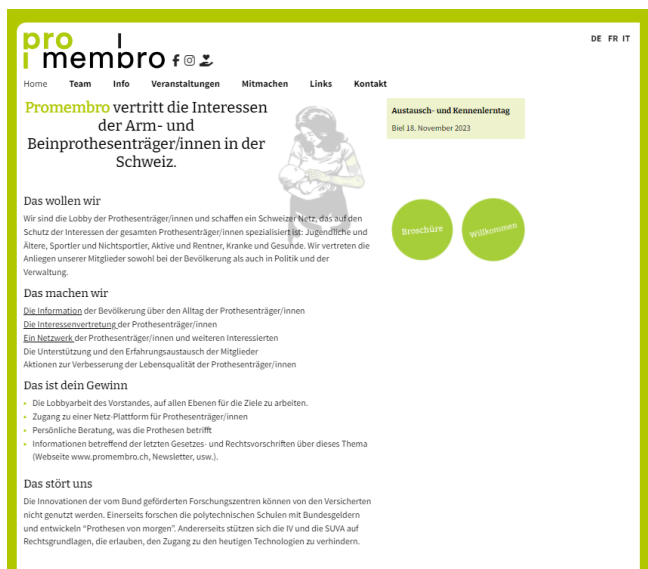 pro
membro
DE FR IT
Home Team Info Veranstaltungen Mitmachen Links Kontakt
Promembro vertritt die Interessen
der Arm- und
Beinprothesenträger/innen in der
Schweiz.
Austausch- und Kennenlerntag
Biel 18. November 2023
Broschüre
Willkommen
Das wollen wir
Wir sind die Lobby der Prothesenträger/innen und schaffen ein Schweizer Netz, das auf den
Schutz der Interessen der gesamten Prothesenträger/innen spezialisiert ist: Jugendliche und
Ältere, Sportler und Nichtsportler, Aktive und Rentner, Kranke und Gesunde. Wir vertreten die
Anliegen unserer Mitglieder sowohl bei der Bevölkerung als auch in Politik und der
Verwaltung.
Das machen wir
Die Information der Bevölkerung über den Alltag der Prothesenträger/innen
Die Interessenvertretung der Prothesenträger/innen
Ein Netzwerk der Prothesenträger/innen und weiteren Interessierten
Die Unterstützung und den Erfahrungsaustausch der Mitglieder
Aktionen zur Verbesserung der Lebensqualität der Prothesenträger/innen
Das ist dein Gewinn
• Die Lobbyarbeit des Vorstandes, auf allen Ebenen für die Ziele zu arbeiten.
• Zugang zu einer Netz-Plattform für Prothesenträger/innen
• Persönliche Beratung, was die Prothesen betrifft
• Informationen betreffend der letzten Gesetzes- und Rechtsvorschriften über dieses Thema
(Webseite www.promembro.ch, Newsletter, usw.).
Das stört uns
Die Innovationen der vom Bund geförderten Forschungszentren können von den Versicherten
nicht genutzt werden. Einerseits forschen die polytechnischen Schulen mit Bundesgeldern
und entwickeln “Prothesen von morgen”. Andererseits stützen sich die IV und die SUVA auf
Rechtsgrundlagen, die erlauben, den Zugang zu den heutigen Technologien zu verhindern.